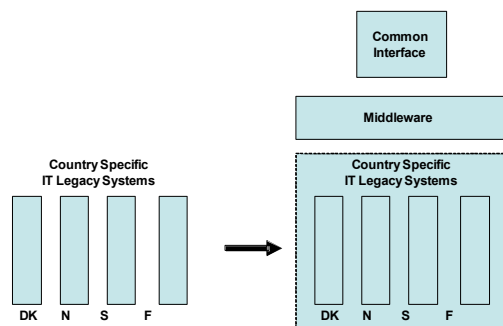 Common
Interface
Middleware
Country Specific
IT Legacy Systems
DK N S F
Country Specific
IT Legacy Systems
DK N S F